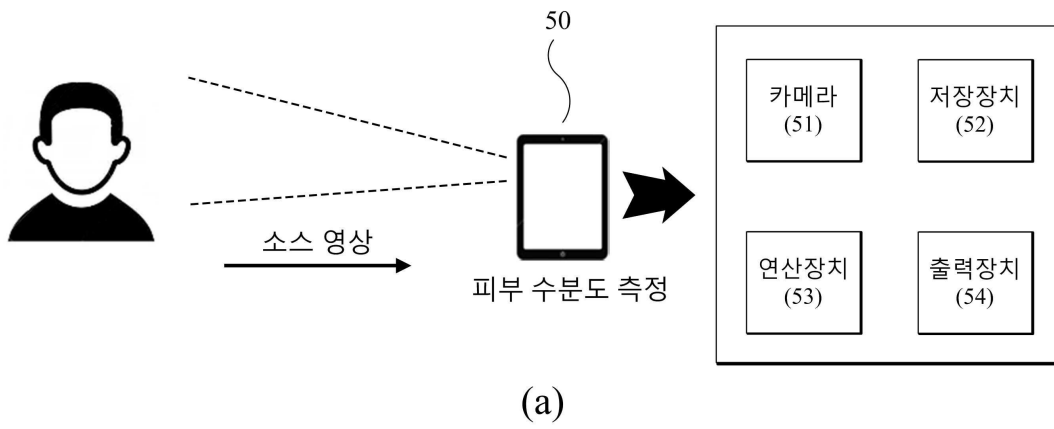 50
카메라
(51)
저장장치
(52)
소스 영상
피부 수분도 측정
연산장치
(53)
출력장치
(54)
(a)